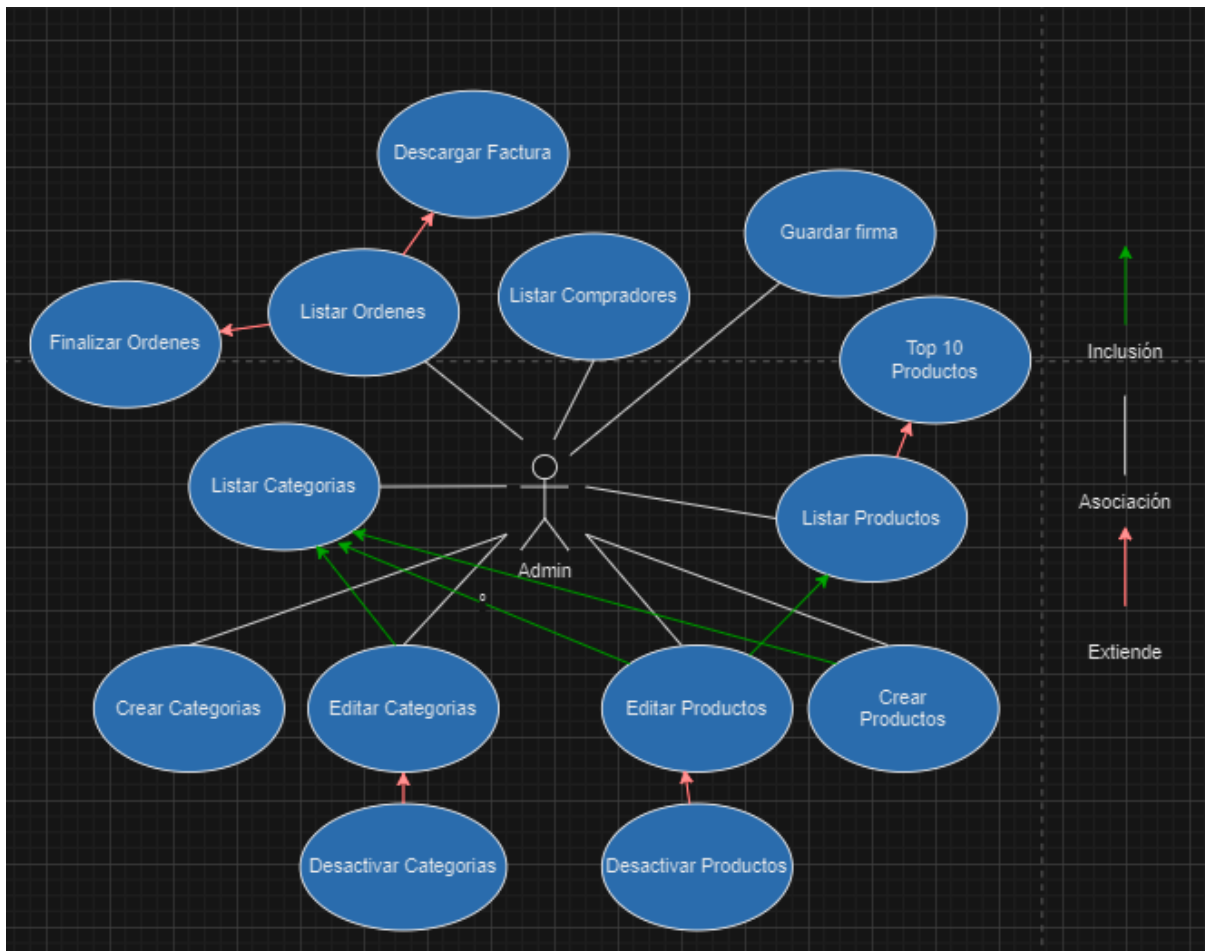 Descargar Factura
Guardar firma
Listar Compradores
Listar Ordenes
Finalizar Ordenes
Top 10
Productos
Inclusión
Listar Categorias
Listar Productos
Asociación
Admin
Extiende
Crear Categorias
Editar Categorias
Editar Productos
Crear
Productos
Desactivar Categorias
Desactivar Productos